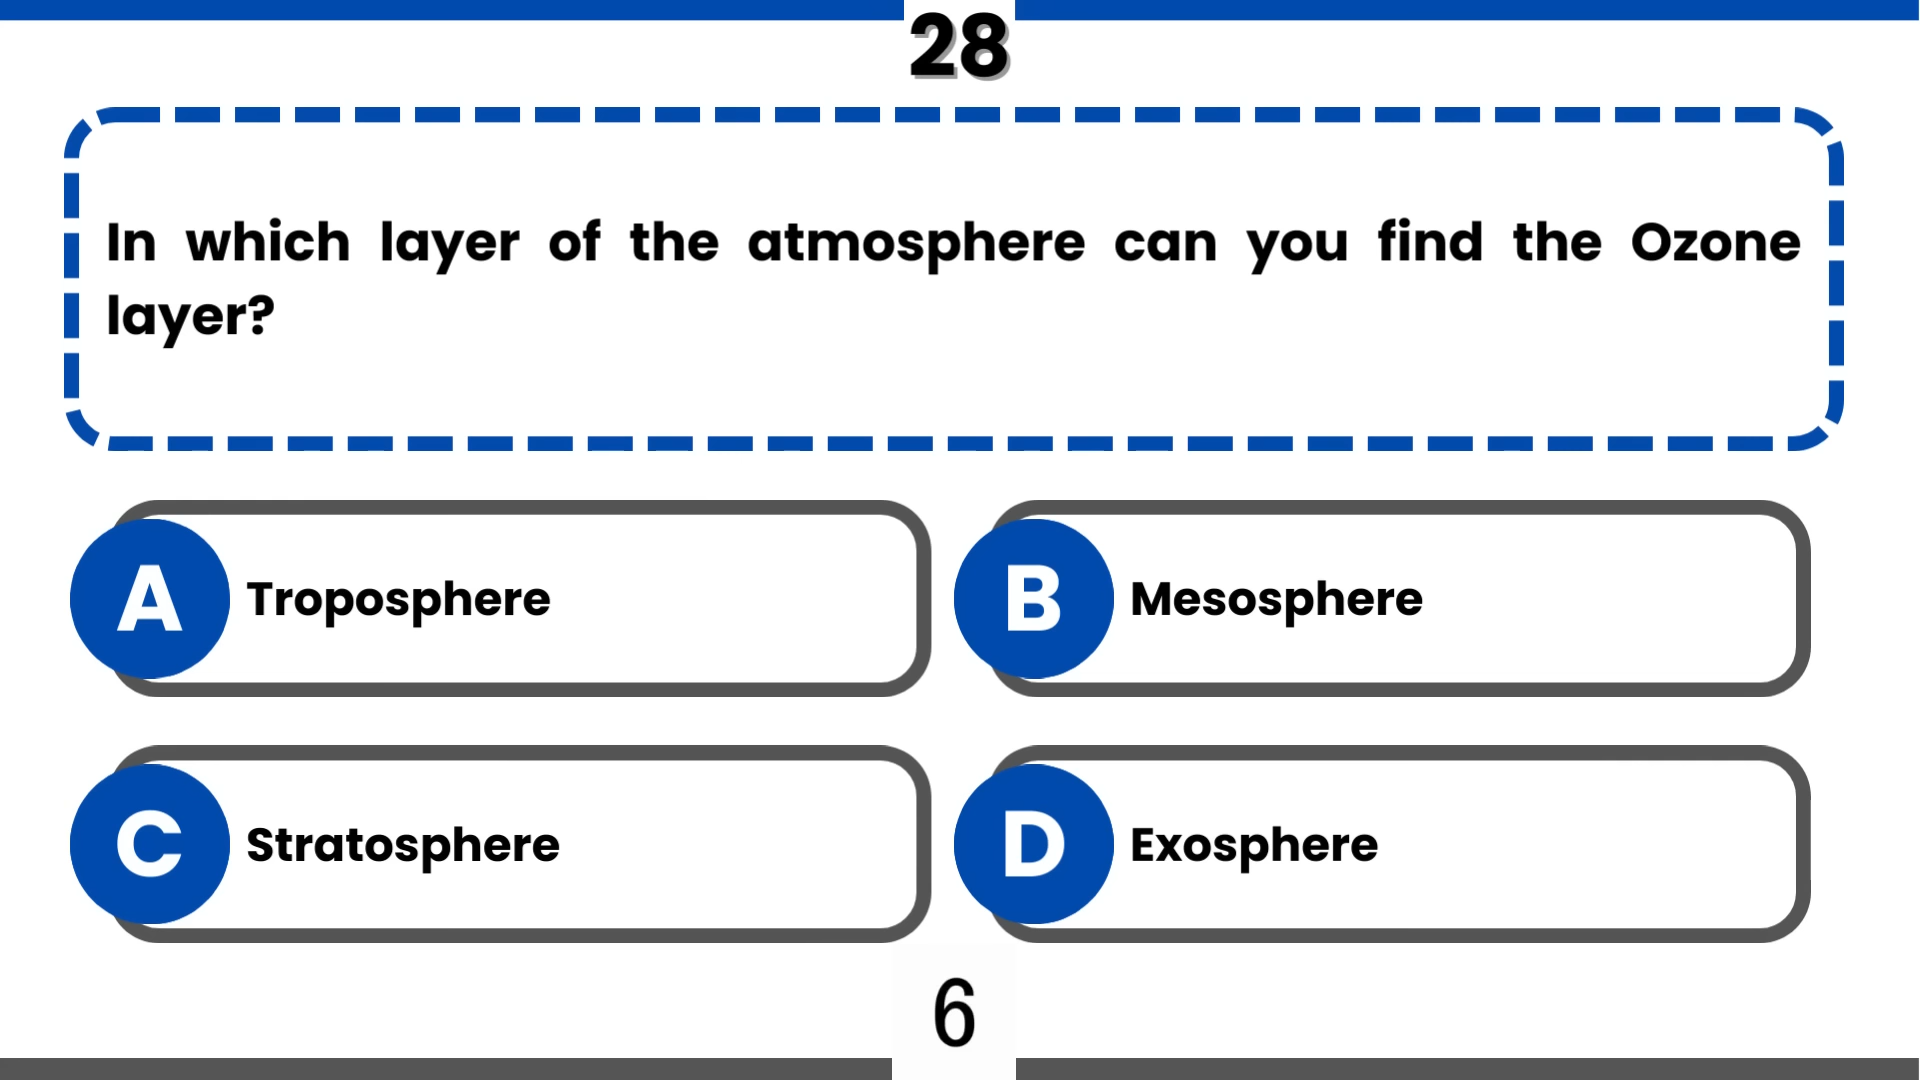 28
In which layer of the atmosphere can you find the Ozone
layer?
A Troposphere
B Mesosphere
C Stratosphere
D Exosphere
6